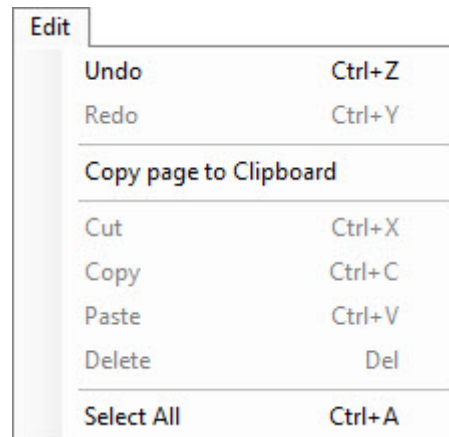 Edit
Undo Ctrl+Z
Redo Ctrl+Y
Copy page to Clipboard
Cut Ctrl+X
Copy Ctrl+C
Paste Ctrl+V
Delete Del
Select All Ctrl+A